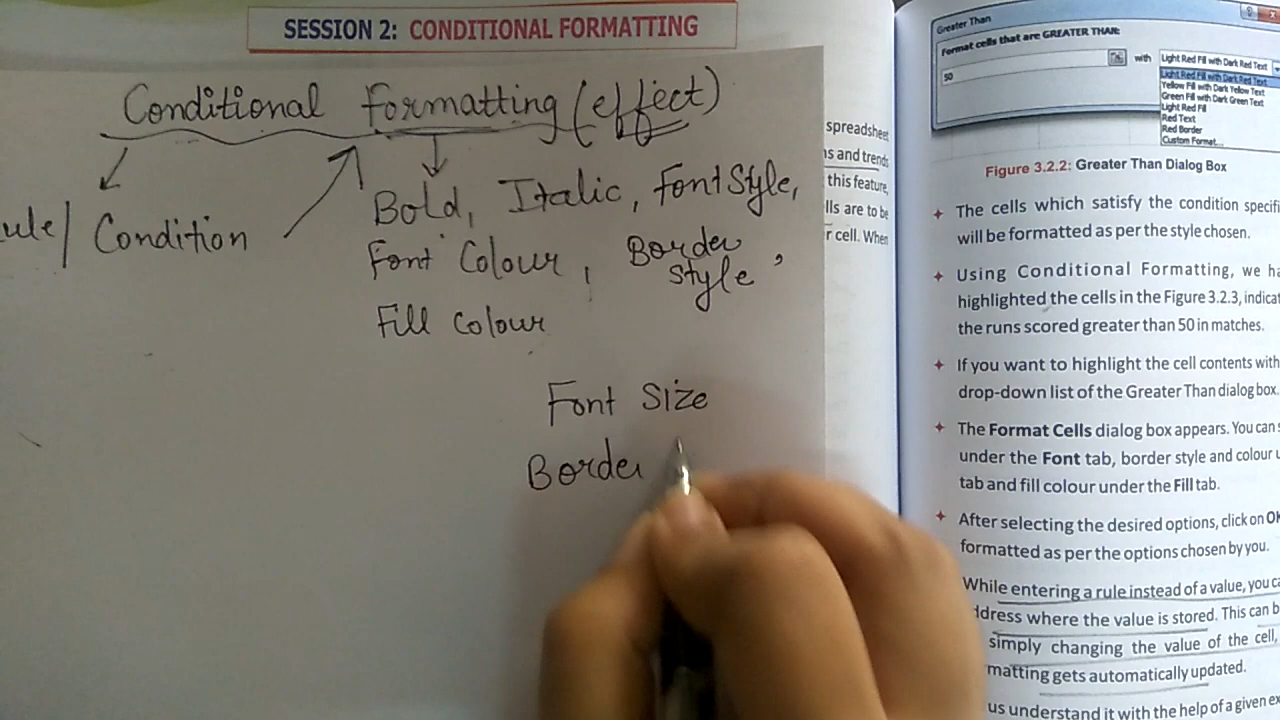 SESSION 2: CONDITIONAL FORMATTING
Conditional Formatting (effect)
Rule/ Condition
Bold, Italic, Font Style,
Font Colour, Border Style,
Fill Colour
Font Size
Border
spreadsheet
ns and trends
this feature,
lls are to be
r cell. When
Greater Than
Format cells that are GREATER THAN:
50
with
Light Red Fill with Dark Red Text
Light Red Fill with Dark Red Text
Yellow Fill with Dark Yellow Text
Green Fill with Dark Green Text
Light Red Fill
Red Text
Red Border
Custom Format...
Figure 3.2.2: Greater Than Dialog Box
The cells which satisfy the condition specifi
will be formatted as per the style chosen.
Using Conditional Formatting, we ha
highlighted the cells in the Figure 3.2.3, indicat
the runs scored greater than 50 in matches.
If you want to highlight the cell contents with
drop-down list of the Greater Than dialog box.
The Format Cells dialog box appears. You can s
under the Font tab, border style and colour u
tab and fill colour under the Fill tab.
After selecting the desired options, click on OK
formatted as per the options chosen by you.
While entering a rule instead of a value, you ca
ddress where the value is stored. This can b
simply changing the value of the cell,
matting gets automatically updated.
us understand it with the help of a given ex